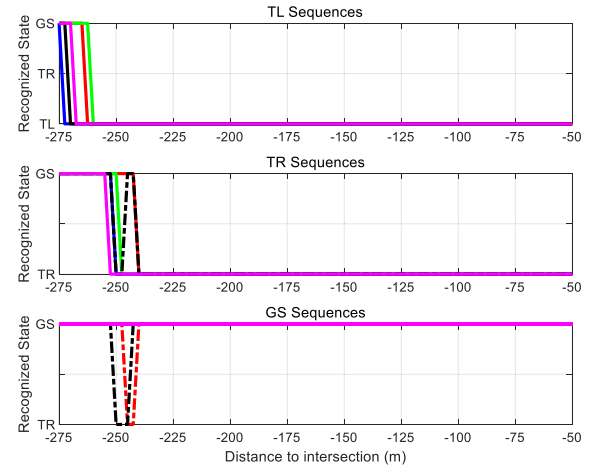 TL Sequences
Recognized State
GS
TR
TL
-275 -250 -225 -200 -175 -150 -125 -100 -75 -50
TR Sequences
Recognized State
GS
TR
-275 -250 -225 -200 -175 -150 -125 -100 -75 -50
GS Sequences
Recognized State
GS
TR
-275 -250 -225 -200 -175 -150 -125 -100 -75 -50
Distance to intersection (m)